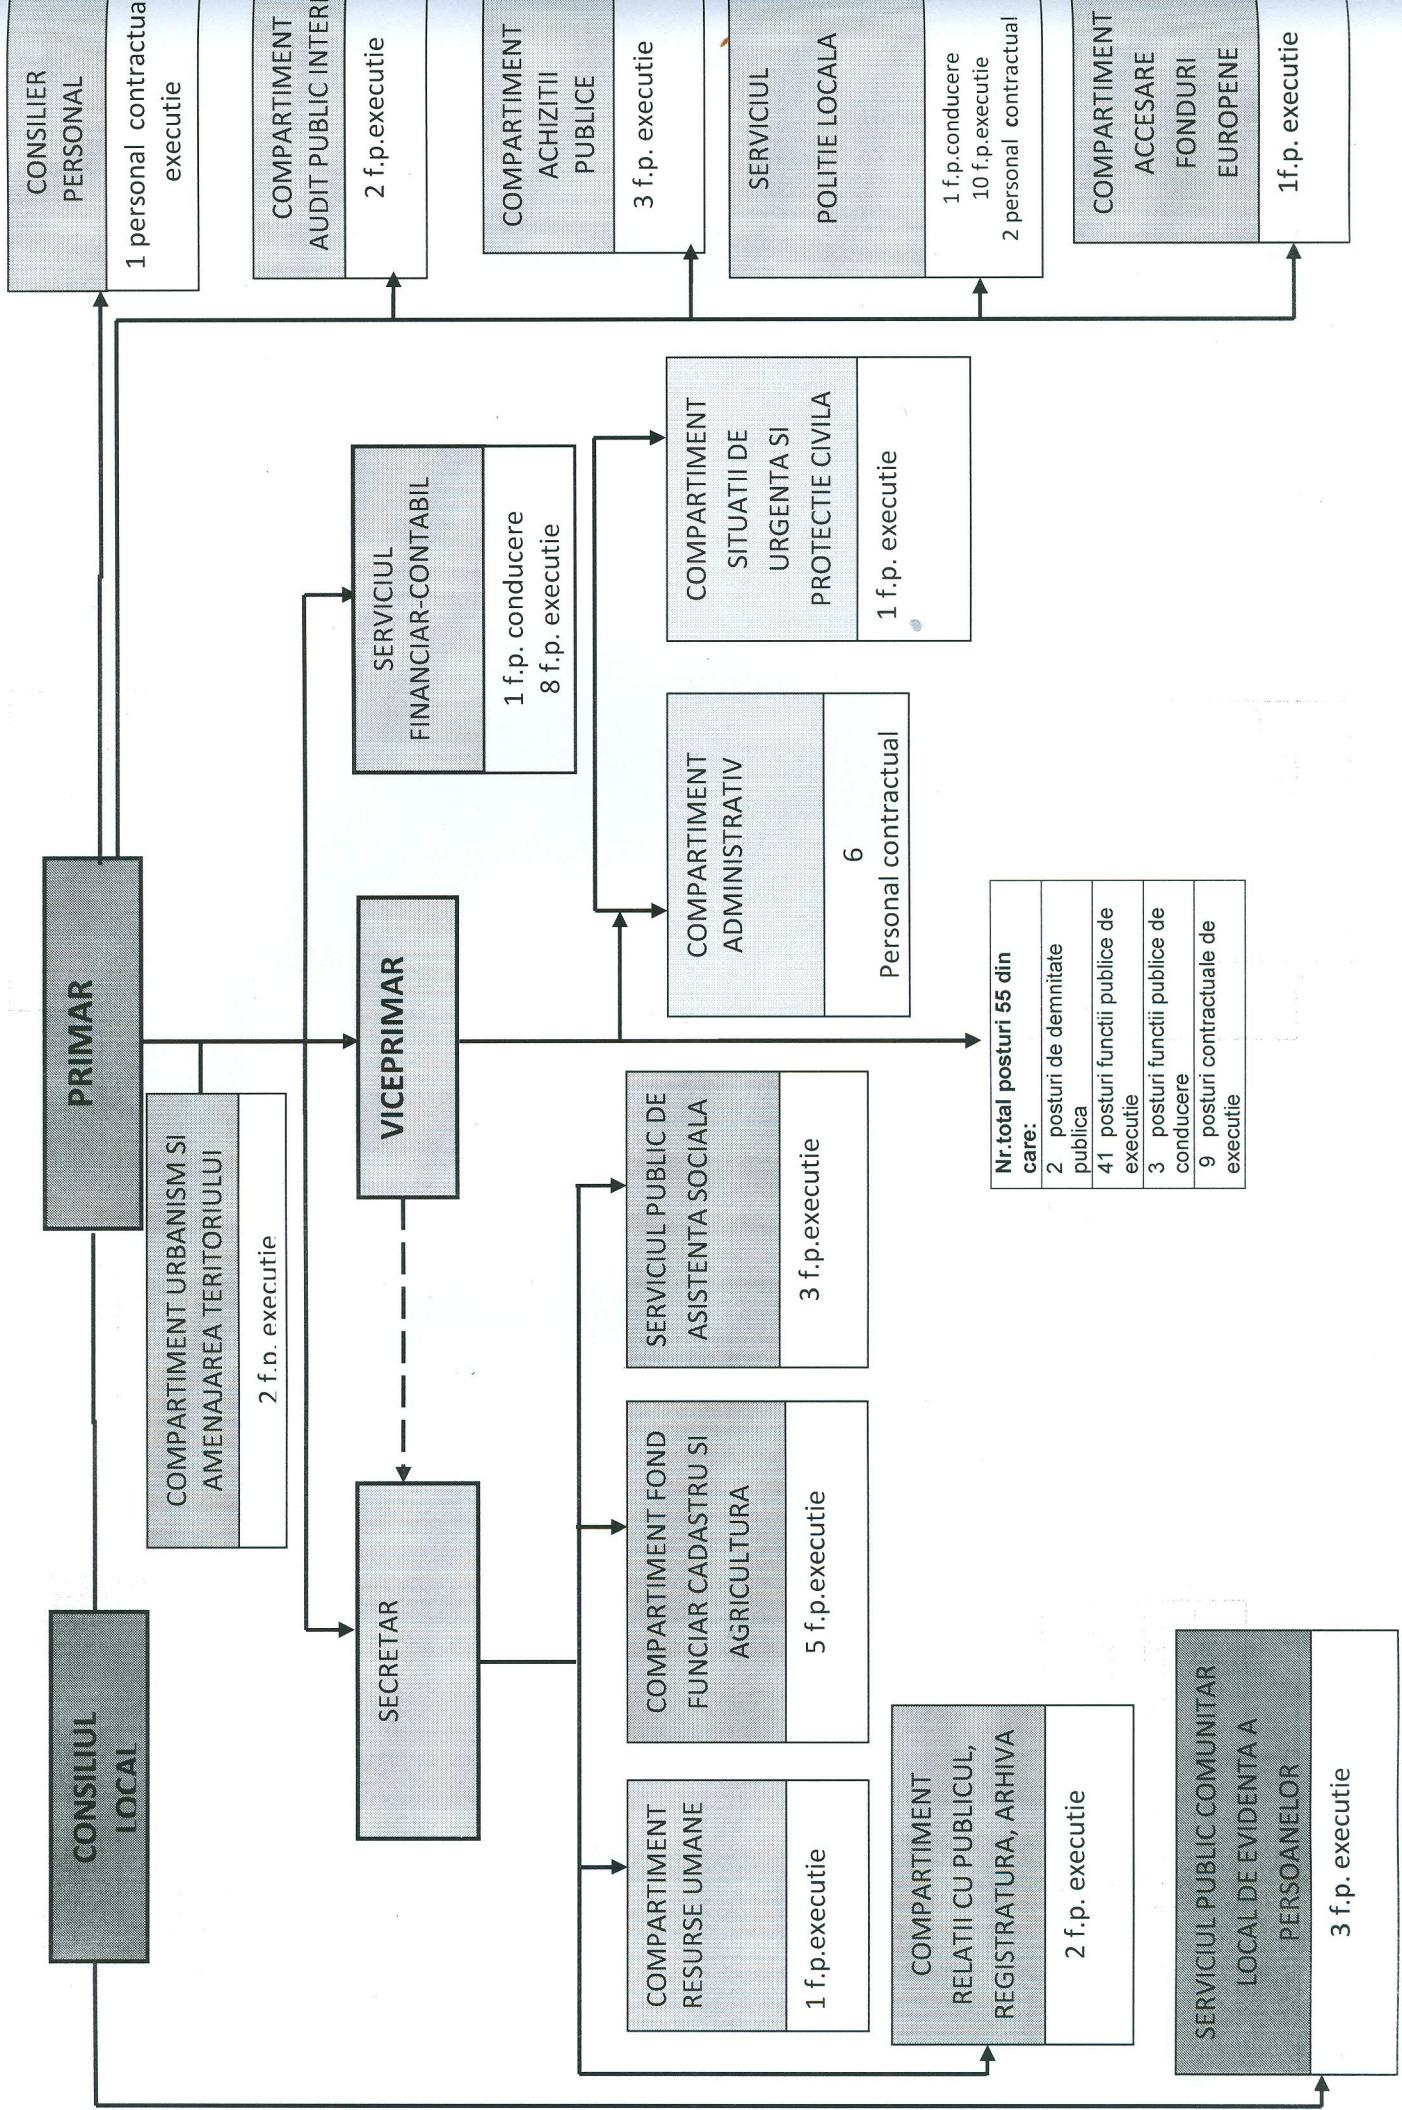 CONSILIUL
LOCAL
PRIMAR
CONSILIER
PERSONAL
1 personal contractua
executie
COMPARTIMENT URBANISM SI
AMENAJAREA TERITORIULUI
2 f.p. executie
COMPARTIMENT
AUDIT PUBLIC INTER
2 f.p.executie
SECRETAR
VICEPRIMAR
SERVICIUL
FINANCIAR-CONTABIL
1 f.p. conducere
8 f.p. executie
COMPARTIMENT
ACHIZITII
PUBLICE
3 f.p. executie
COMPARTIMENT
RESURSE UMANE
1 f.p.executie
COMPARTIMENT FOND
FUNCIAR CADASTRU SI
AGRICULTURA
5 f.p.executie
SERVICIUL PUBLIC DE
ASISTENTA SOCIALA
3 f.p.executie
COMPARTIMENT
ADMINISTRATIV
6
Personal contractual
COMPARTIMENT
SITUATII DE
URGENTA SI
PROTECTIE CIVILA
1 f.p. executie
SERVICIUL
POLITIE LOCALA
1 f.p.conducere
10 f.p.executie
2 personal contractual
COMPARTIMENT
RELATII CU PUBLICUL,
REGISTRATURA, ARHIVA
2 f.p. executie
Nr.total posturi 55 din
care:
2 posturi de demnitate
publica
41 posturi functii publice de
executie
3 posturi functii publice de
conducere
9 posturi contractuale de
executie
COMPARTIMENT
ACCESARE
FONDURI
EUROPENE
1f.p. executie
SERVICIUL PUBLIC COMUNITAR
LOCAL DE EVIDENTA A
PERSOANELOR
3 f.p. executie